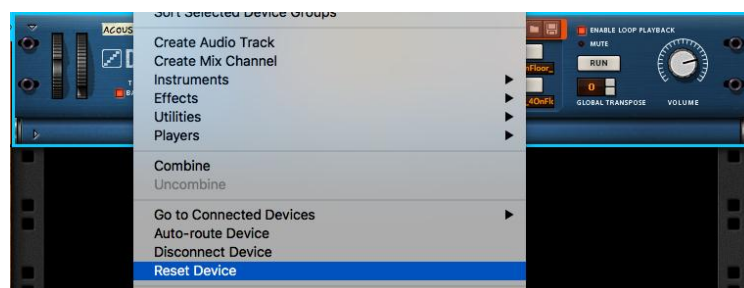 Sort Selected Device Groups
ACOUS
Create Audio Track
Create Mix Channel
Instruments
Effects
Utilities
Players
Combine
Uncombine
Go to Connected Devices
Auto-route Device
Disconnect Device
Reset Device
ENABLE LOOP PLAYBACK
MUTE
RUN
0
GLOBAL TRANSPOSE
VOLUME